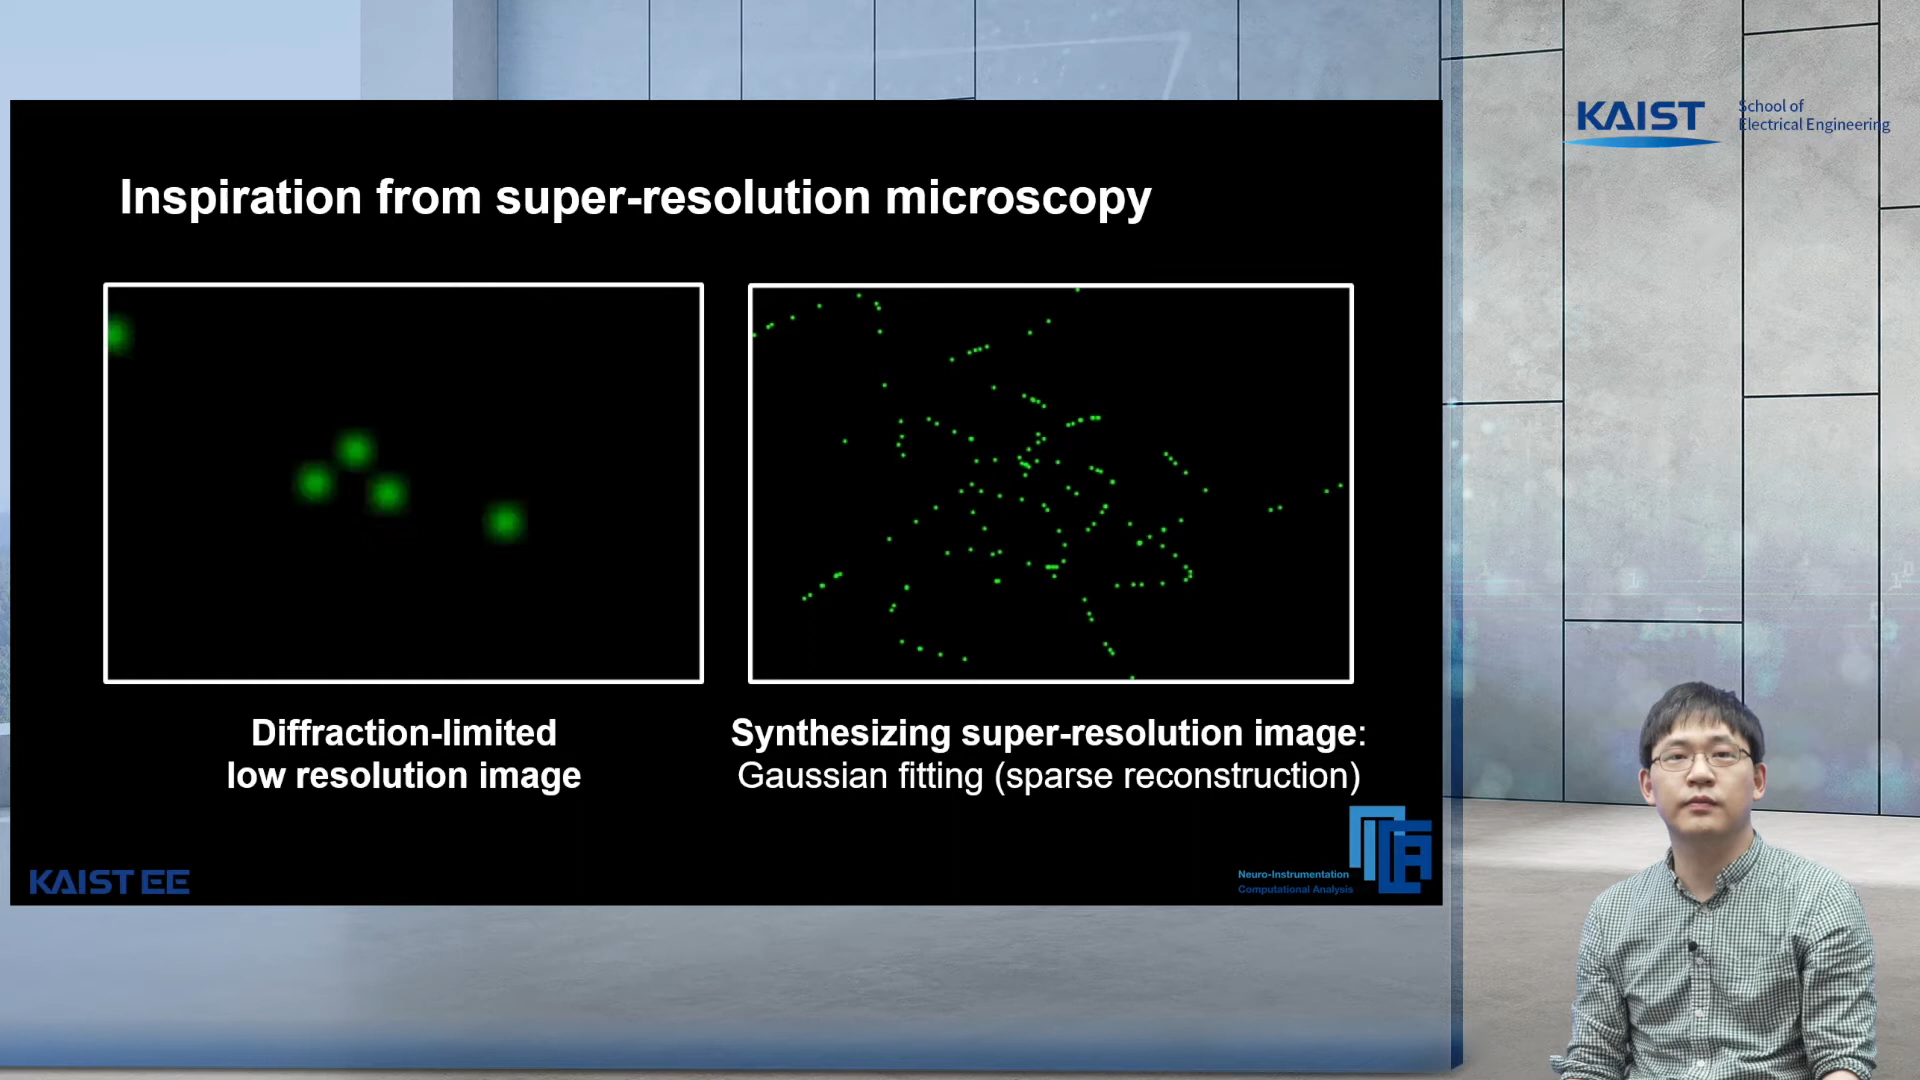 KAIST
School of
Electrical Engineering
Inspiration from super-resolution microscopy
Diffraction-limited
low resolution image
Synthesizing super-resolution image:
Gaussian fitting (sparse reconstruction)
KAIST EE
Neuro-Instrumentation
Computational Analysis